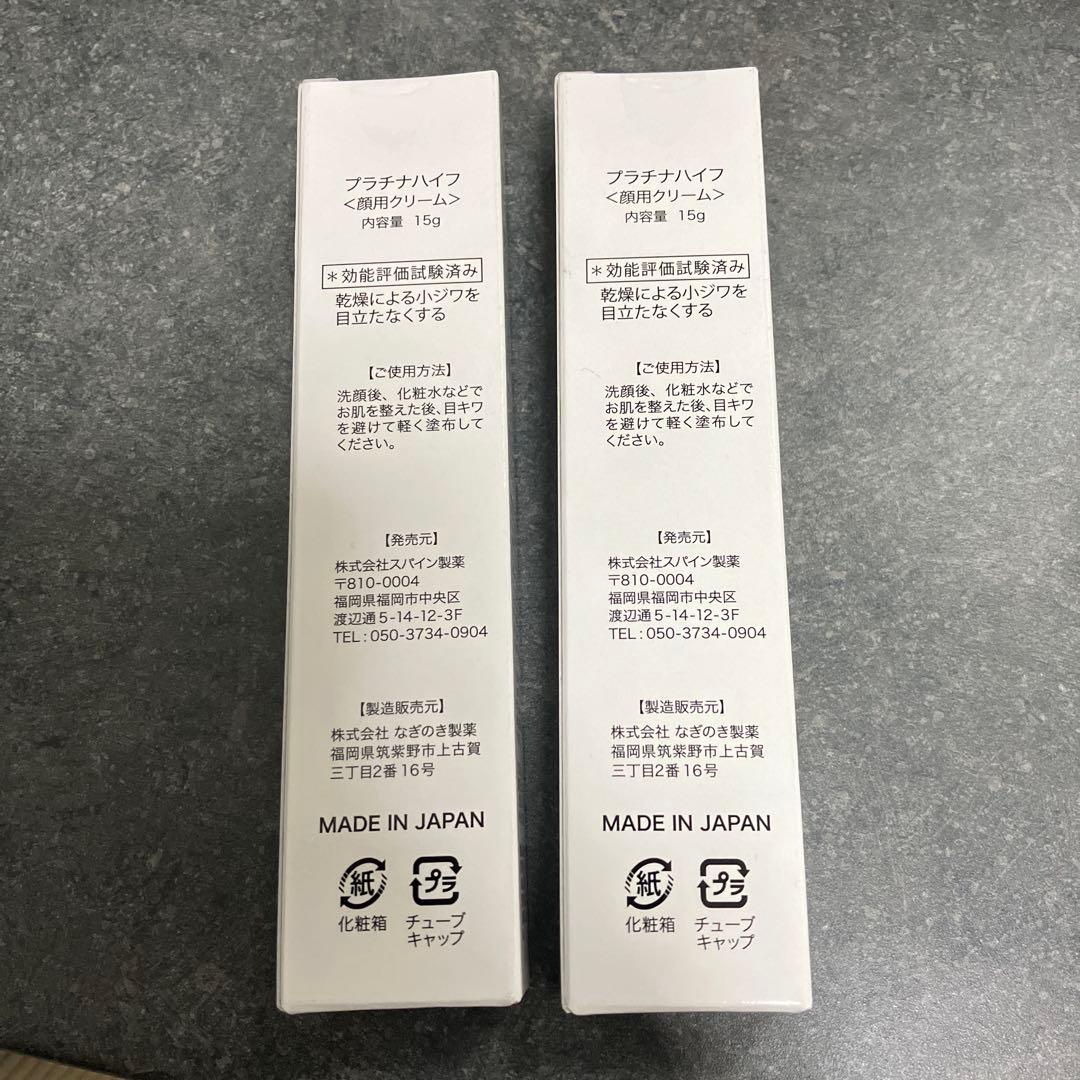 プラチナハイフ
＜顔用クリーム＞
内容量 15g
＊効能評価試験済み
乾燥による小ジワを
目立たなくする
【ご使用方法】
洗顔後、化粧水などで
お肌を整えた後、目キワ
を避けて軽く塗布して
ください。
【発売元】
株式会社スパイン製薬
〒810-0004
福岡県福岡市中央区
渡辺通5-14-12-3F
TEL:050-3734-0904
【製造販売元】
株式会社 なぎのき製薬
福岡県筑紫野市上古賀
三丁目2番16号
MADE IN JAPAN
紙 プラ
化粧箱 チューブ
キャップ
プラチナハイフ
＜顔用クリーム＞
内容量 15g
＊効能評価試験済み
乾燥による小ジワを
目立たなくする
【ご使用方法】
洗顔後、化粧水などで
お肌を整えた後、目キワ
を避けて軽く塗布して
ください。
【発売元】
株式会社スパイン製薬
〒810-0004
福岡県福岡市中央区
渡辺通5-14-12-3F
TEL:050-3734-0904
【製造販売元】
株式会社 なぎのき製薬
福岡県筑紫野市上古賀
三丁目2番16号
MADE IN JAPAN
紙 プラ
化粧箱 チューブ
キャップ